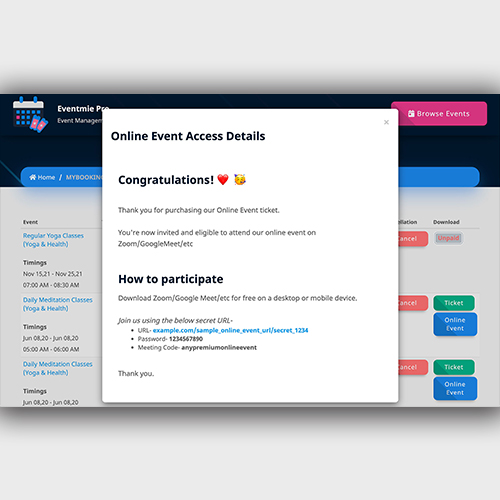 Eventmie Pro
Event Managem
Browse Events
×
Online Event Access Details
Home / MYBOOKING
Congratulations! ❤️ 🥳
Thank you for purchasing our Online Event ticket.
You're now invited and eligible to attend our online event on
Zoom/GoogleMeet/etc
How to participate
Download Zoom/Google Meet/etc for free on a desktop or mobile device.
Join us using the below secret URL-
• URL- example.com/sample_online_event_url/secret_1234
• Password- 1234567890
• Meeting Code- anypremiumonlineevent
Thank you.
Event
ellation
Download
Regular Yoga Classes
(Yoga & Health)
Cancel
Unpaid
Timings
Nov 15,21 - Nov 25,21
07:00 AM - 08:30 AM
Daily Meditation Classes
(Yoga & Health)
Cancel
Ticket
Online
Event
Timings
Jun 08,20 - Jun 08,20
05:00 AM - 06:00 AM
Daily Meditation Classes
(Yoga & Health)
Cancel
Ticket
Online
Event
Timings
Jun 08,20 - Jun 08,20